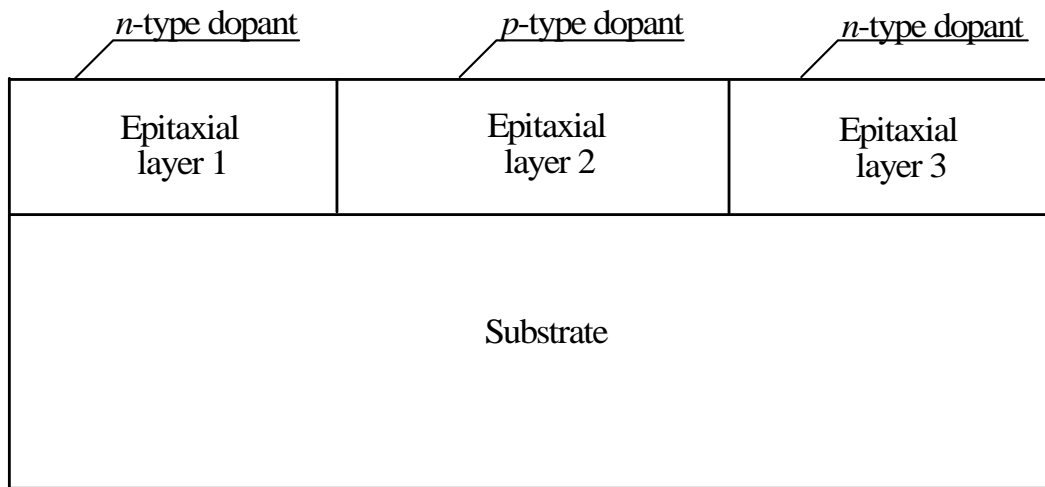 n-type dopant
p-type dopant
n-type dopant
Epitaxial
layer 1
Epitaxial
layer 2
Epitaxial
layer 3
Substrate